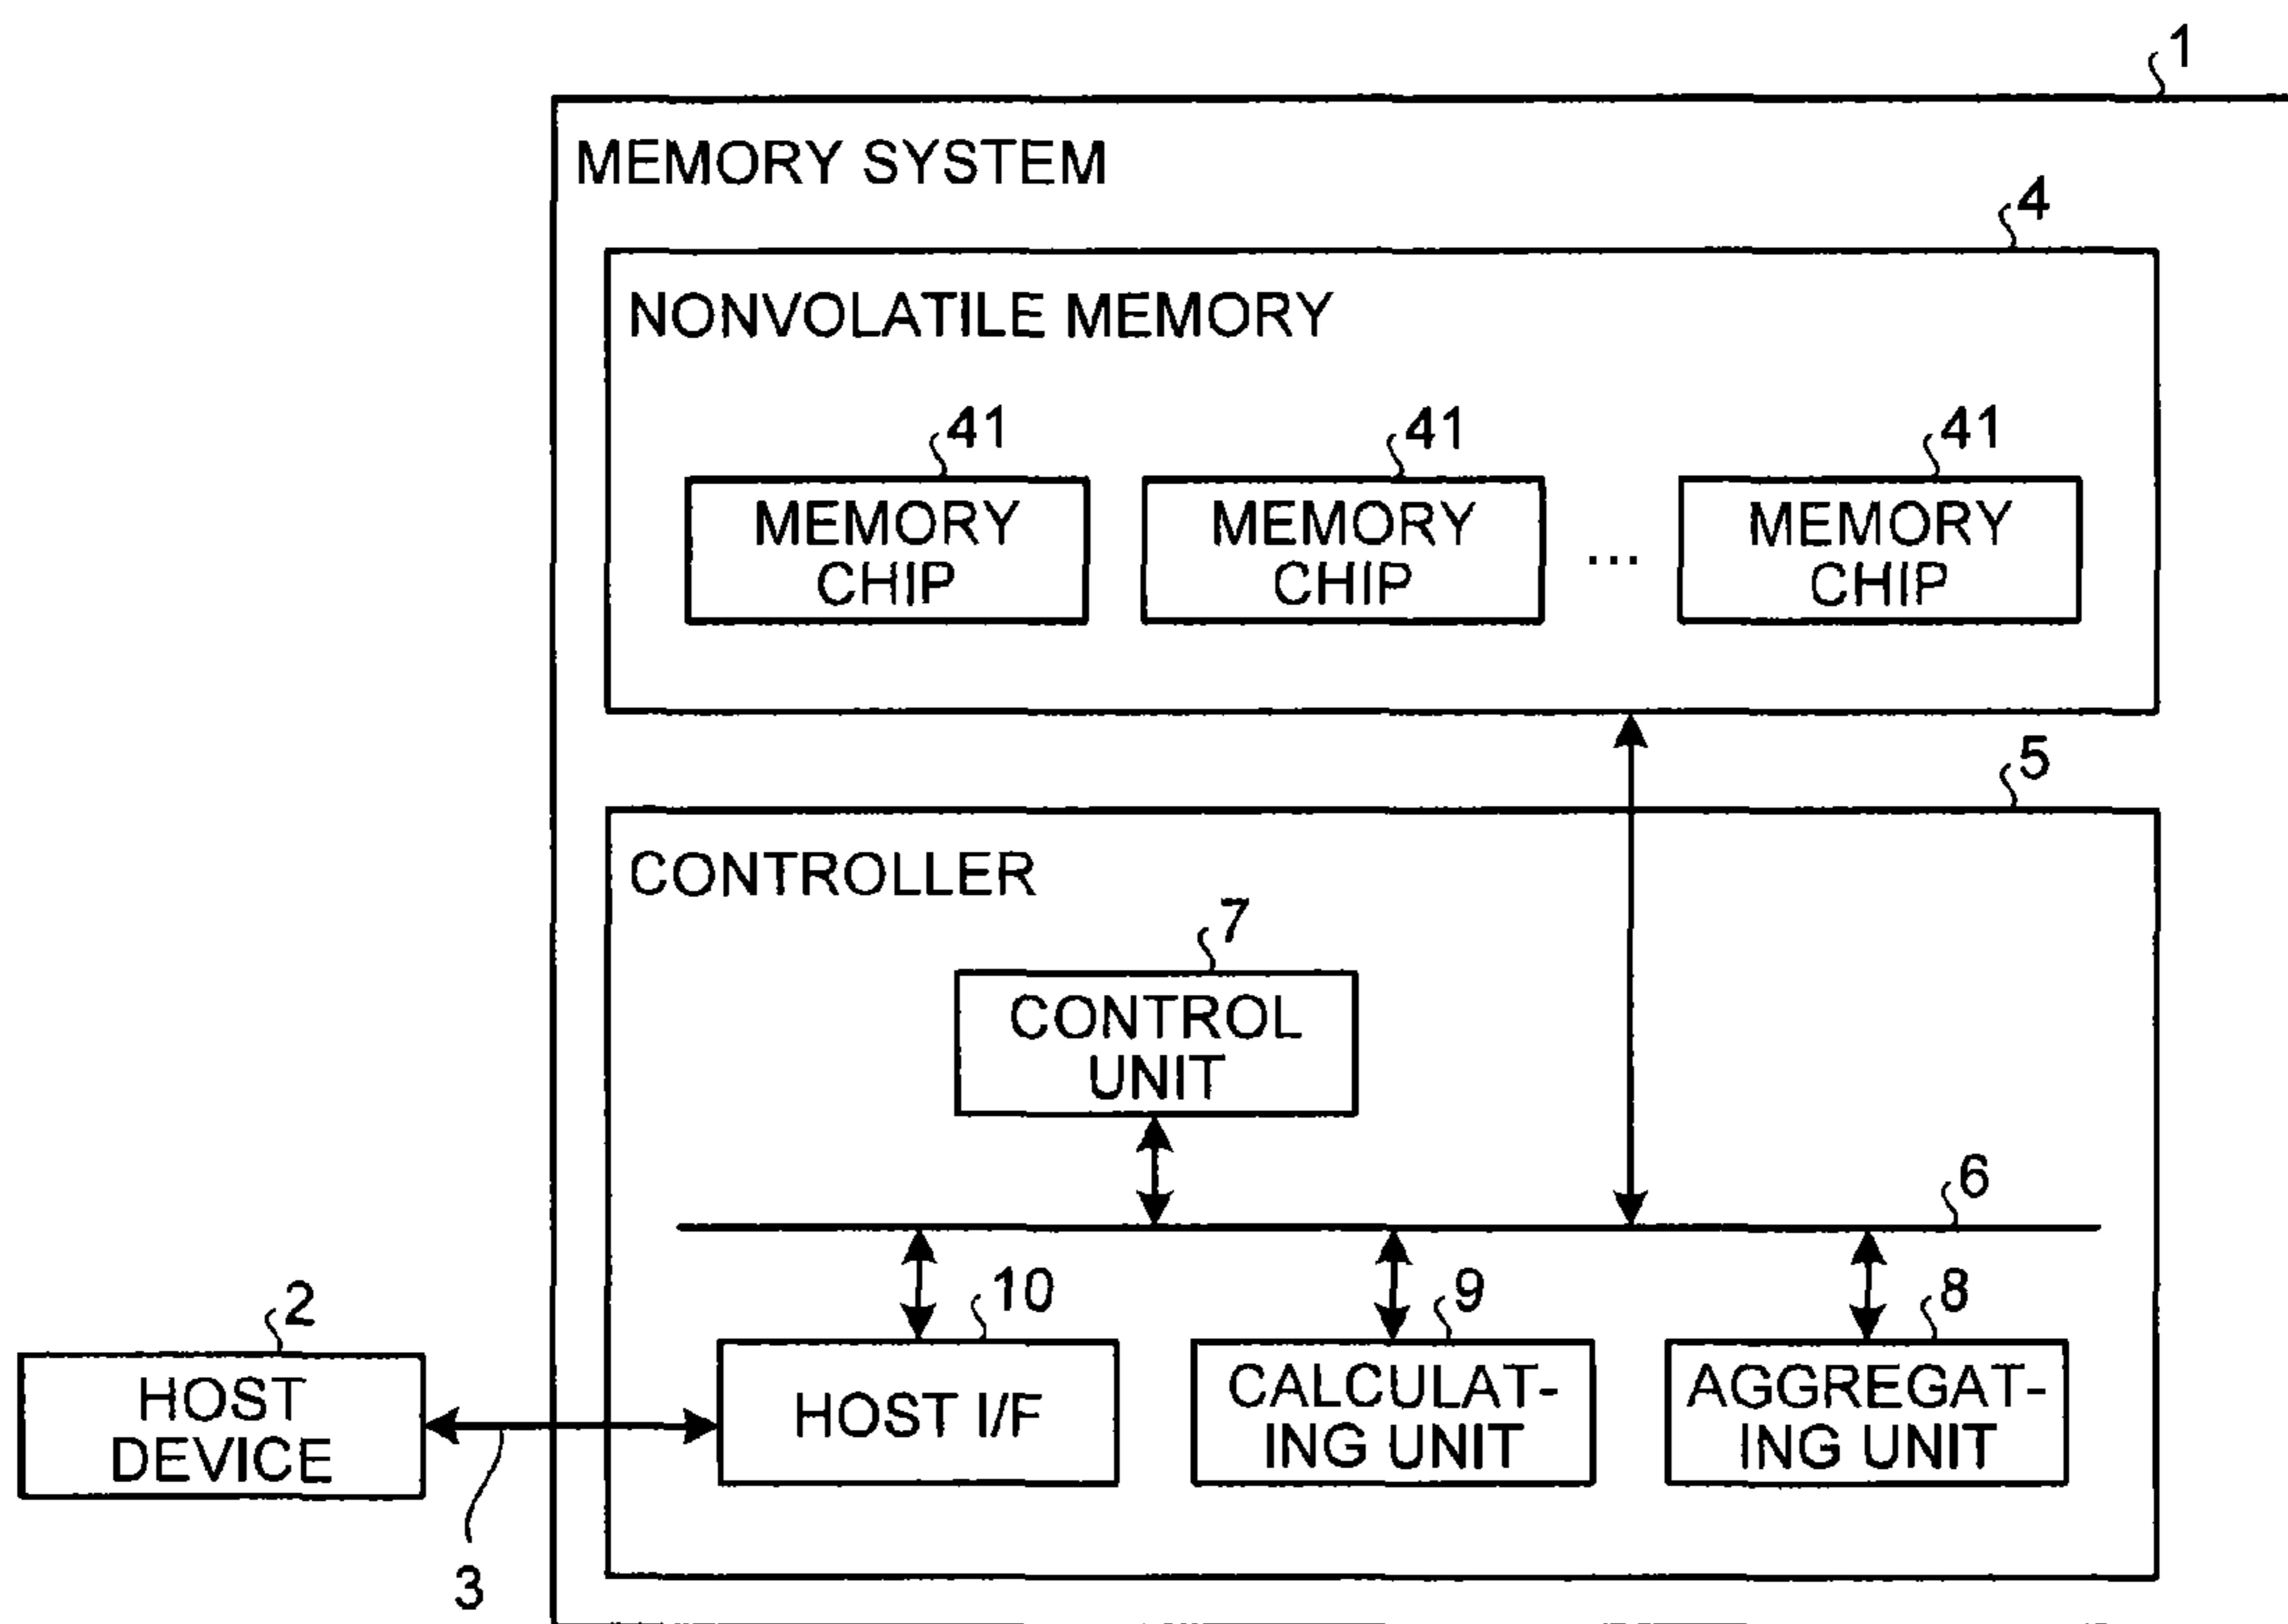 1
MEMORY SYSTEM
4
NONVOLATILE MEMORY
41
41
41
MEMORY
CHIP
MEMORY
CHIP
...
MEMORY
CHIP
5
CONTROLLER
7
CONTROL
UNIT
6
2
10
9
8
HOST
DEVICE
HOST I/F
CALCULAT-
ING UNIT
AGGREGAT-
ING UNIT
3